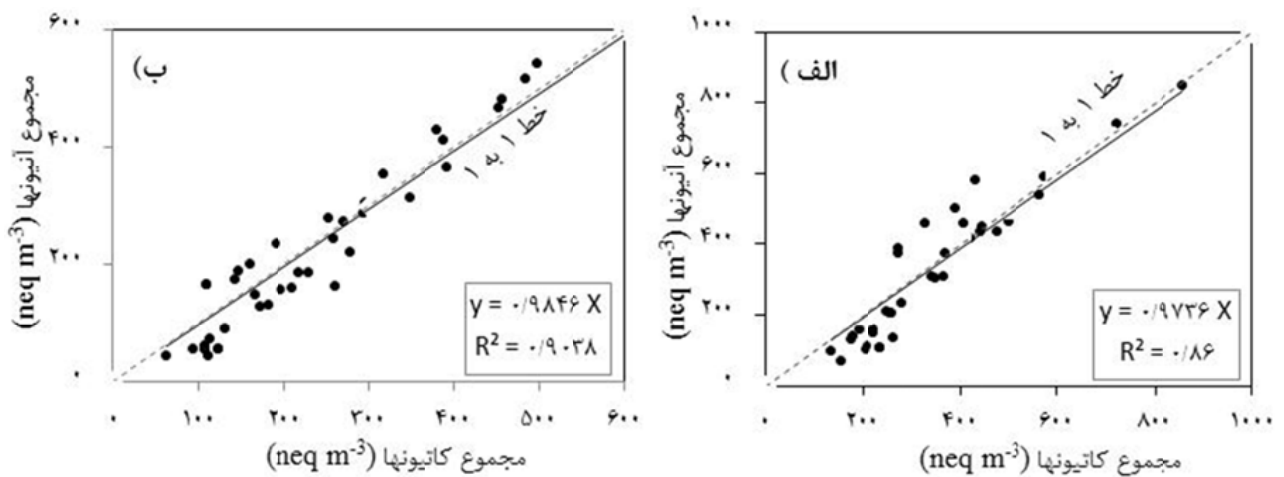 الف )
مجموع آنیونها (neq m-3)
۱۰۰۰
۸۰۰
۶۰۰
۴۰۰
۲۰۰
۰
خط ۱ به ۱
y = ۰/۹۷۳۶ X
R² = ۰/۸۶
۰ ۲۰۰ ۴۰۰ ۶۰۰ ۸۰۰ ۱۰۰۰
مجموع کاتیونها (neq m-3)
ب)
مجموع آنیونها (neq m-3)
۶۰۰
۴۰۰
۲۰۰
۰
خط ۱ به ۱
y = ۰/۹۸۴۶ X
R² = ۰/۹۰۳۸
۰ ۱۰۰ ۲۰۰ ۳۰۰ ۴۰۰ ۵۰۰ ۶۰۰
مجموع کاتیونها (neq m-3)